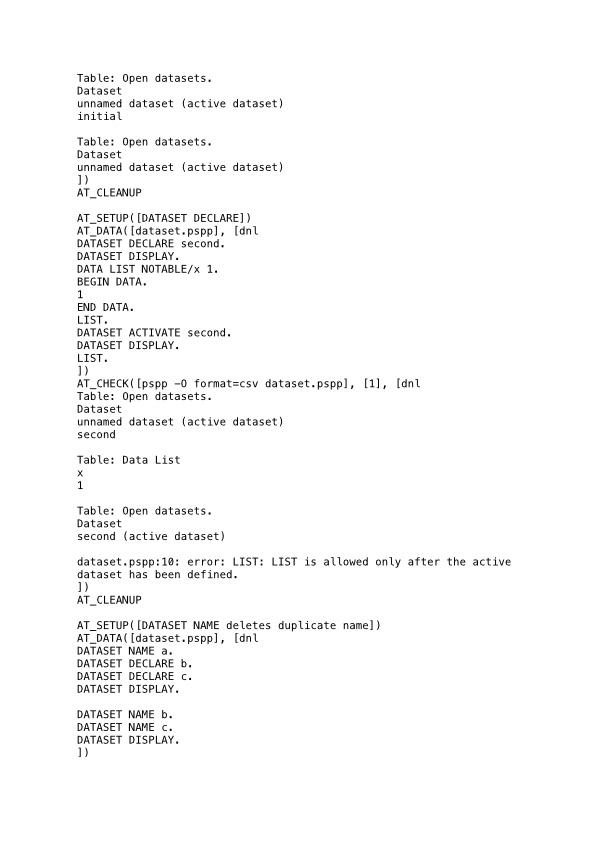 Table: Open datasets.
Dataset
unnamed dataset (active dataset)
initial

Table: Open datasets.
Dataset
unnamed dataset (active dataset)
])
AT_CLEANUP

AT_SETUP([DATASET DECLARE])
AT_DATA([dataset.pspp], [dnl
DATASET DECLARE second.
DATASET DISPLAY.
DATA LIST NOTABLE/x 1.
BEGIN DATA.
1
END DATA.
LIST.
DATASET ACTIVATE second.
DATASET DISPLAY.
LIST.
])
AT_CHECK([pspp -O format=csv dataset.pspp], [1], [dnl
Table: Open datasets.
Dataset
unnamed dataset (active dataset)
second

Table: Data List
x
1

Table: Open datasets.
Dataset
second (active dataset)

dataset.pspp:10: error: LIST: LIST is allowed only after the active
dataset has been defined.
])
AT_CLEANUP

AT_SETUP([DATASET NAME deletes duplicate name])
AT_DATA([dataset.pspp], [dnl
DATASET NAME a.
DATASET DECLARE b.
DATASET DECLARE c.
DATASET DISPLAY.

DATASET NAME b.
DATASET NAME c.
DATASET DISPLAY.
])